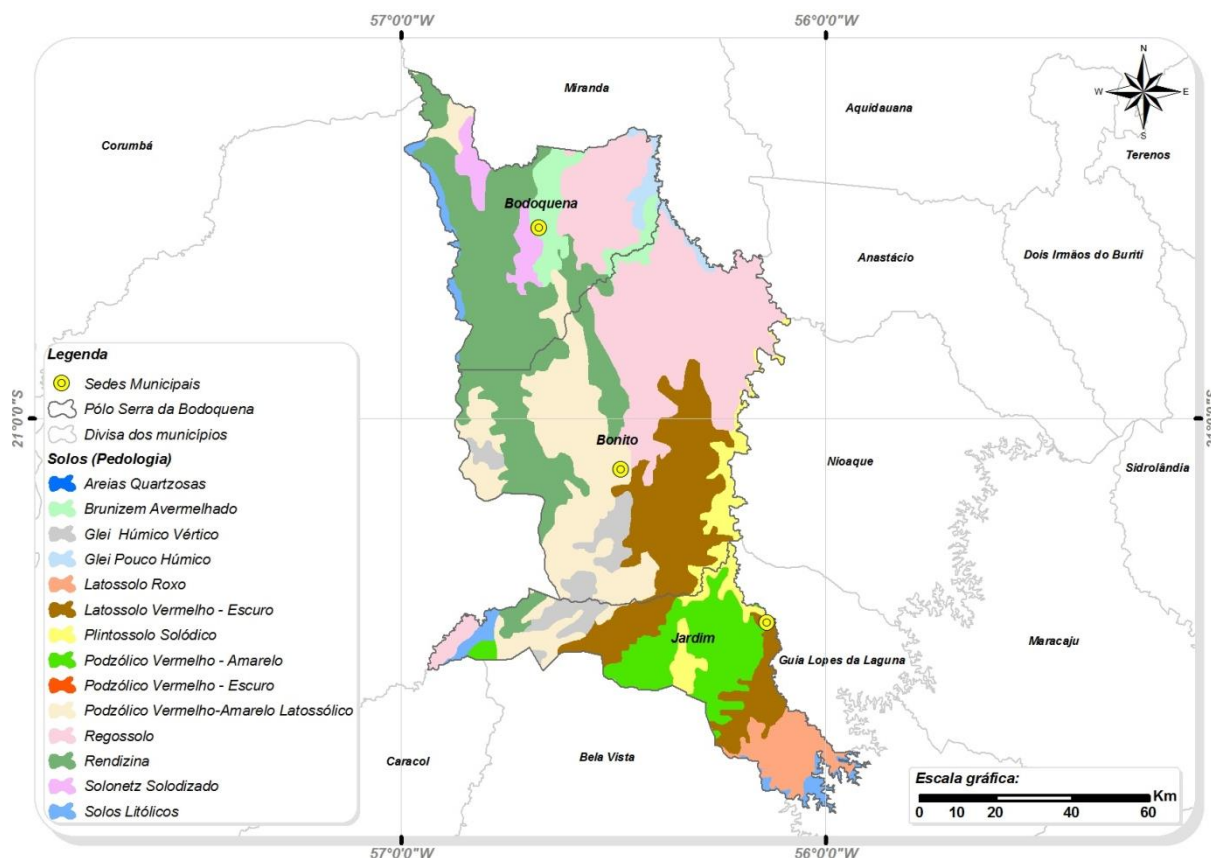 57°0'0"W
56°0'0"W
N
W
E
S
Miranda
Aquidauana
Corumbá
Terenos
Bodoquena
Anastácio
Dois Irmãos do Buriti
21°0'0"S
21°0'0"S
Bonito
Nioaque
Sidrolândia
Jardim
Maracaju
Guia Lopes da Laguna
Caracol
Bela Vista
Legenda
Sedes Municipais
Pólo Serra da Bodoquena
Divisa dos municípios
Solos (Pedologia)
Areias Quartzosas
Brunizem Avermelhado
Glei Húmico Vértico
Glei Pouco Húmico
Latossolo Roxo
Latossolo Vermelho - Escuro
Plintossolo Solódico
Podzólico Vermelho - Amarelo
Podzólico Vermelho - Escuro
Podzólico Vermelho-Amarelo Latossólico
Regossolo
Rendizina
Solonetz Solodizado
Solos Litólicos
Escala gráfica:
Km
0 10 20 40 60
57°0'0"W
56°0'0"W